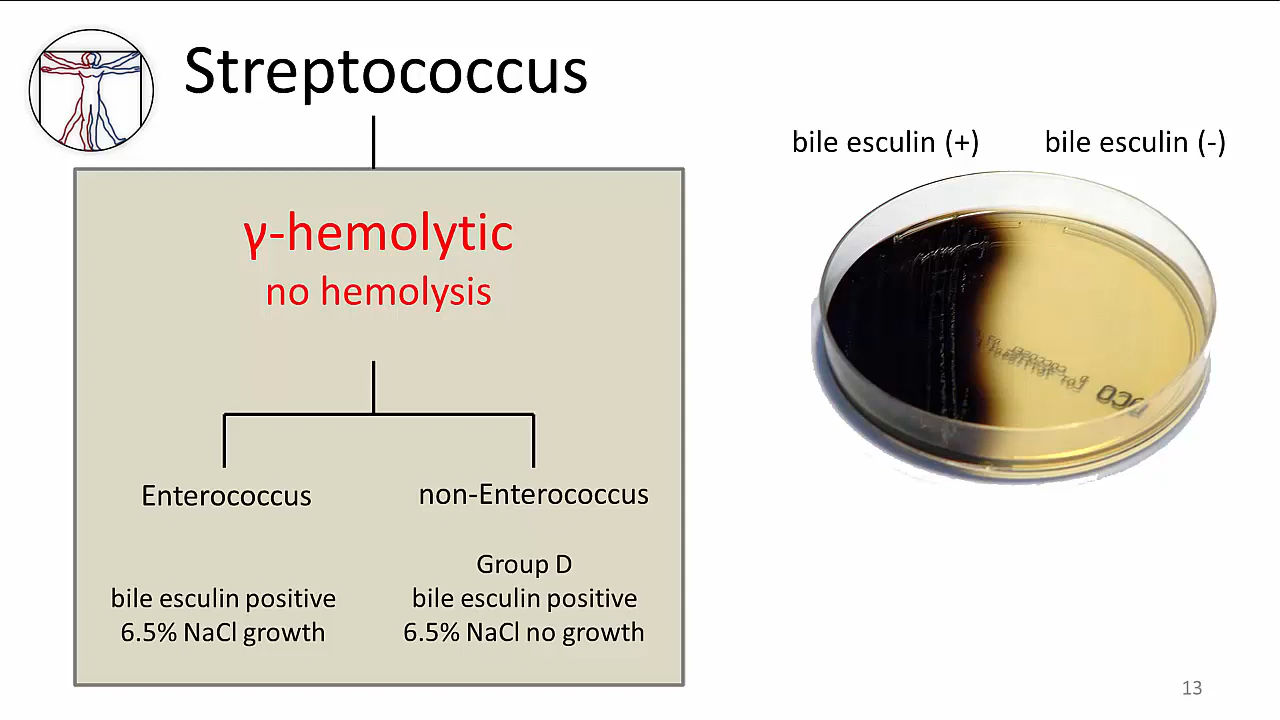 Streptococcus
γ-hemolytic
no hemolysis
Enterococcus
bile esculin positive
6.5% NaCl growth
non-Enterococcus
Group D
bile esculin positive
6.5% NaCl no growth
bile esculin (+)
bile esculin (-)
13